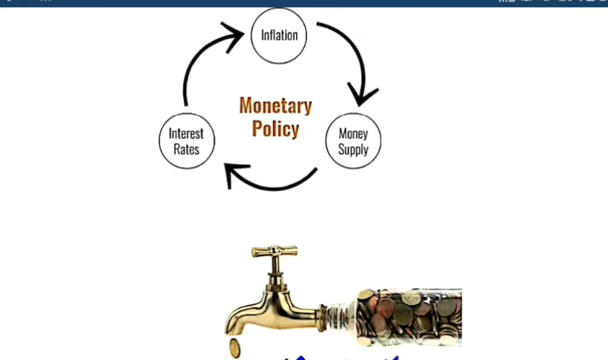 Inflation
Monetary
Policy
Interest
Rates
Money
Supply